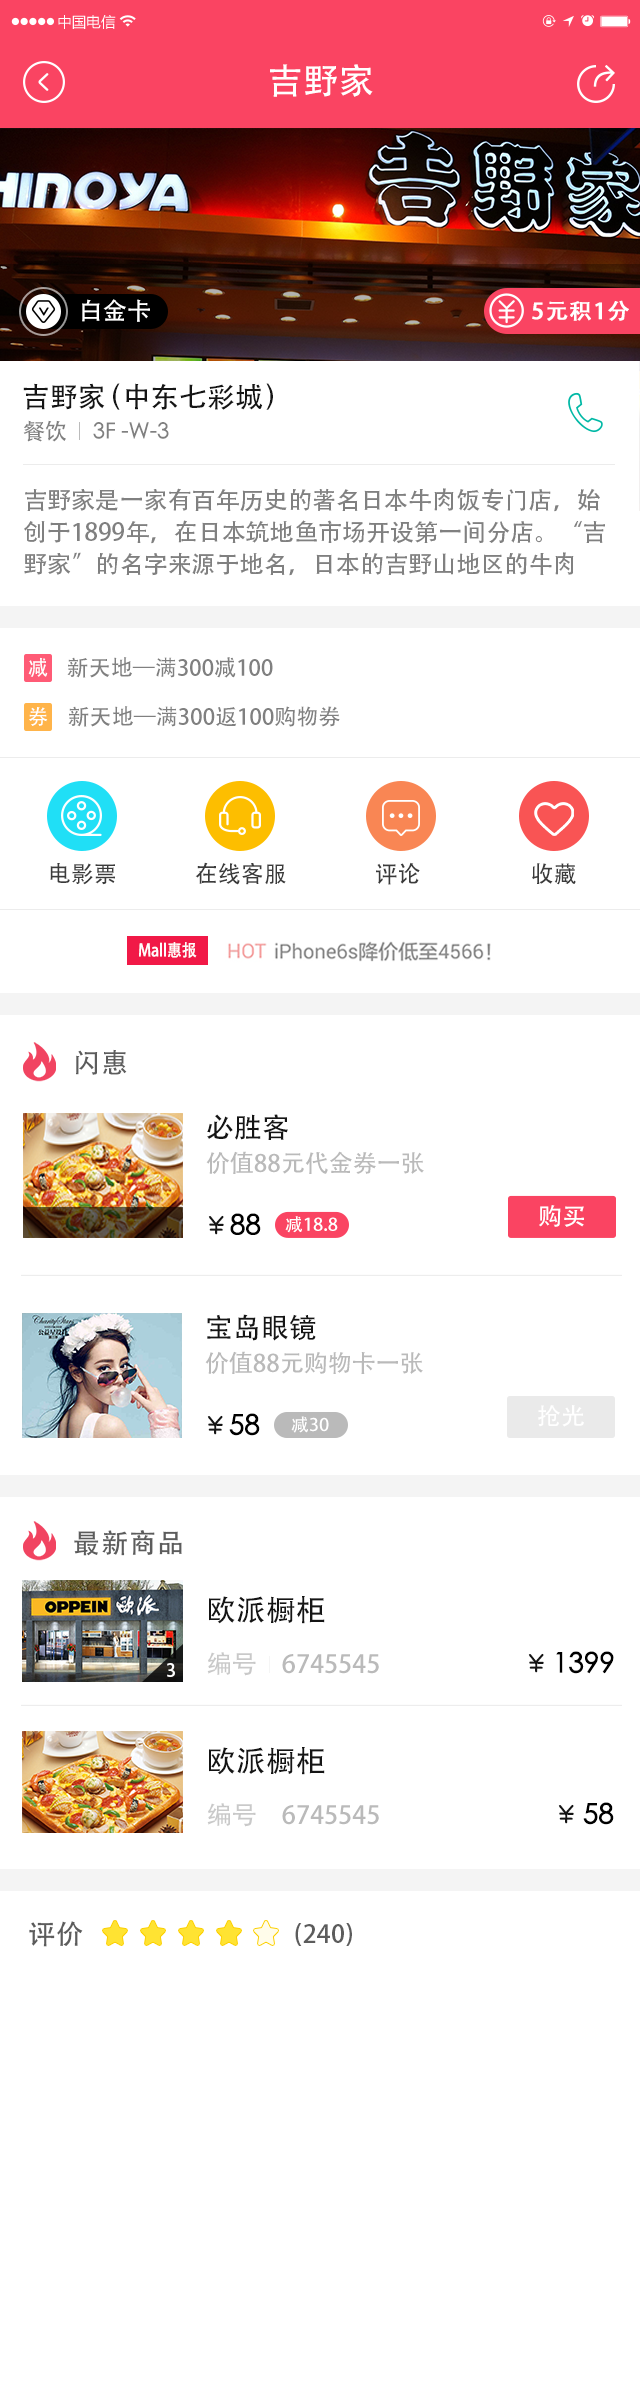 中国电信
吉野家
HINOYA 吉野家
白金卡
5元积1分
吉野家(中东七彩城)
餐饮 3F -W-3
吉野家是一家有百年历史的著名日本牛肉饭专门店，始
创于1899年，在日本筑地鱼市场开设第一间分店。“吉
野家”的名字来源于地名，日本的吉野山地区的牛肉
减 新天地—满300减100
券 新天地—满300返100购物券
电影票 在线客服 评论 收藏
Mall惠报 HOT iPhone6s降价低至4566!
闪惠
必胜客
价值88元代金券一张
¥88 减18.8 购买
Charity Stars
宝岛眼镜
价值88元购物卡一张
¥58 减30 抢光
最新商品
OPPEIN 欧派
3
欧派橱柜
编号 6745545 ¥ 1399
欧派橱柜
编号 6745545 ¥ 58
评价 (240)